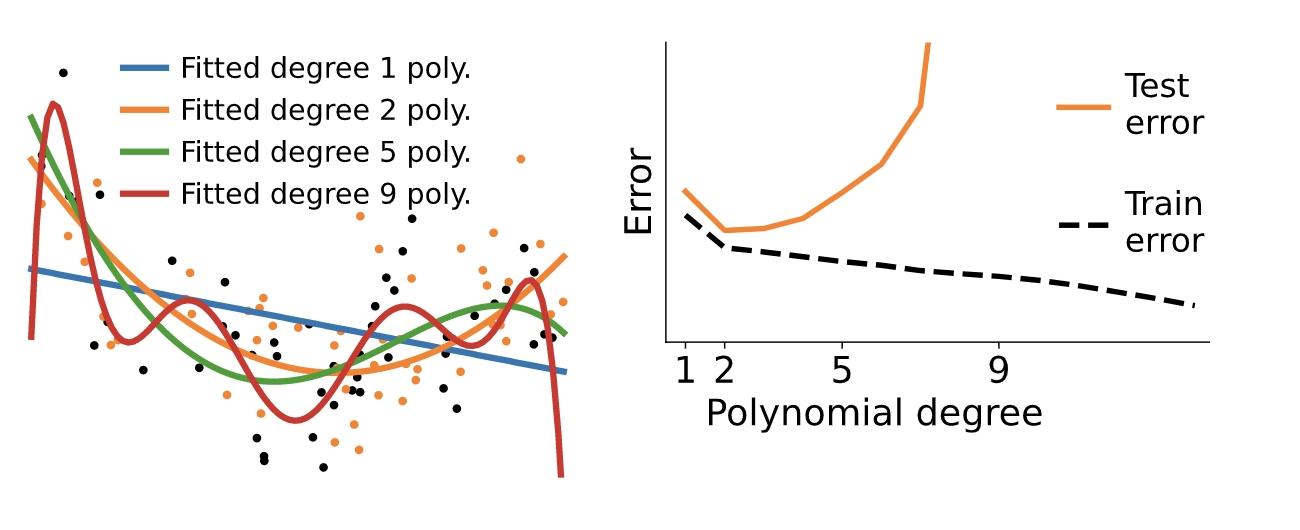 Fitted degree 1 poly.
Fitted degree 2 poly.
Fitted degree 5 poly.
Fitted degree 9 poly.
Error
Test
error
Train
error
1 2 5 9
Polynomial degree